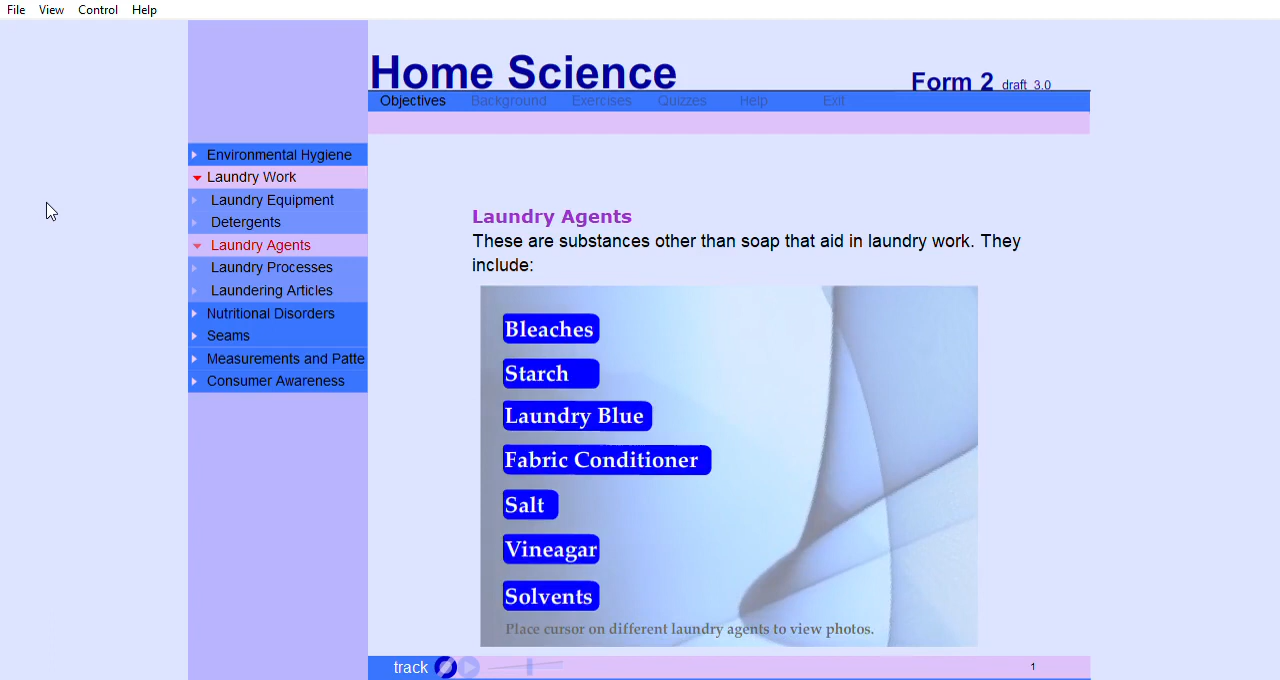 File View Control Help
Home Science
Form 2 draft 3.0
Objectives Background Exercises Quizzes Help Exit
Environmental Hygiene
Laundry Work
Laundry Equipment
Detergents
Laundry Agents
Laundry Processes
Laundering Articles
Nutritional Disorders
Seams
Measurements and Patte
Consumer Awareness
Laundry Agents
These are substances other than soap that aid in laundry work. They
include:
Bleaches
Starch
Laundry Blue
Fabric Conditioner
Salt
Vineagar
Solvents
Place cursor on different laundry agents to view photos.
track
1